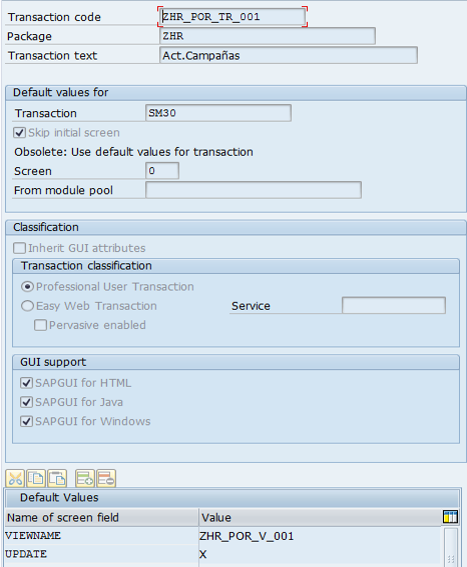 Transaction code ZHR_POR_TR_001
Package ZHR
Transaction text Act.Campañas
Default values for
Transaction SM30
Skip initial screen
Obsolete: Use default values for transaction
Screen 0
From module pool
Classification
Inherit GUI attributes
Transaction classification
Professional User Transaction
Easy Web Transaction Service
Pervasive enabled
GUI support
SAPGUI for HTML
SAPGUI for Java
SAPGUI for Windows
Default Values
Name of screen field Value
VIEWNAME ZHR_POR_V_001
UPDATE X